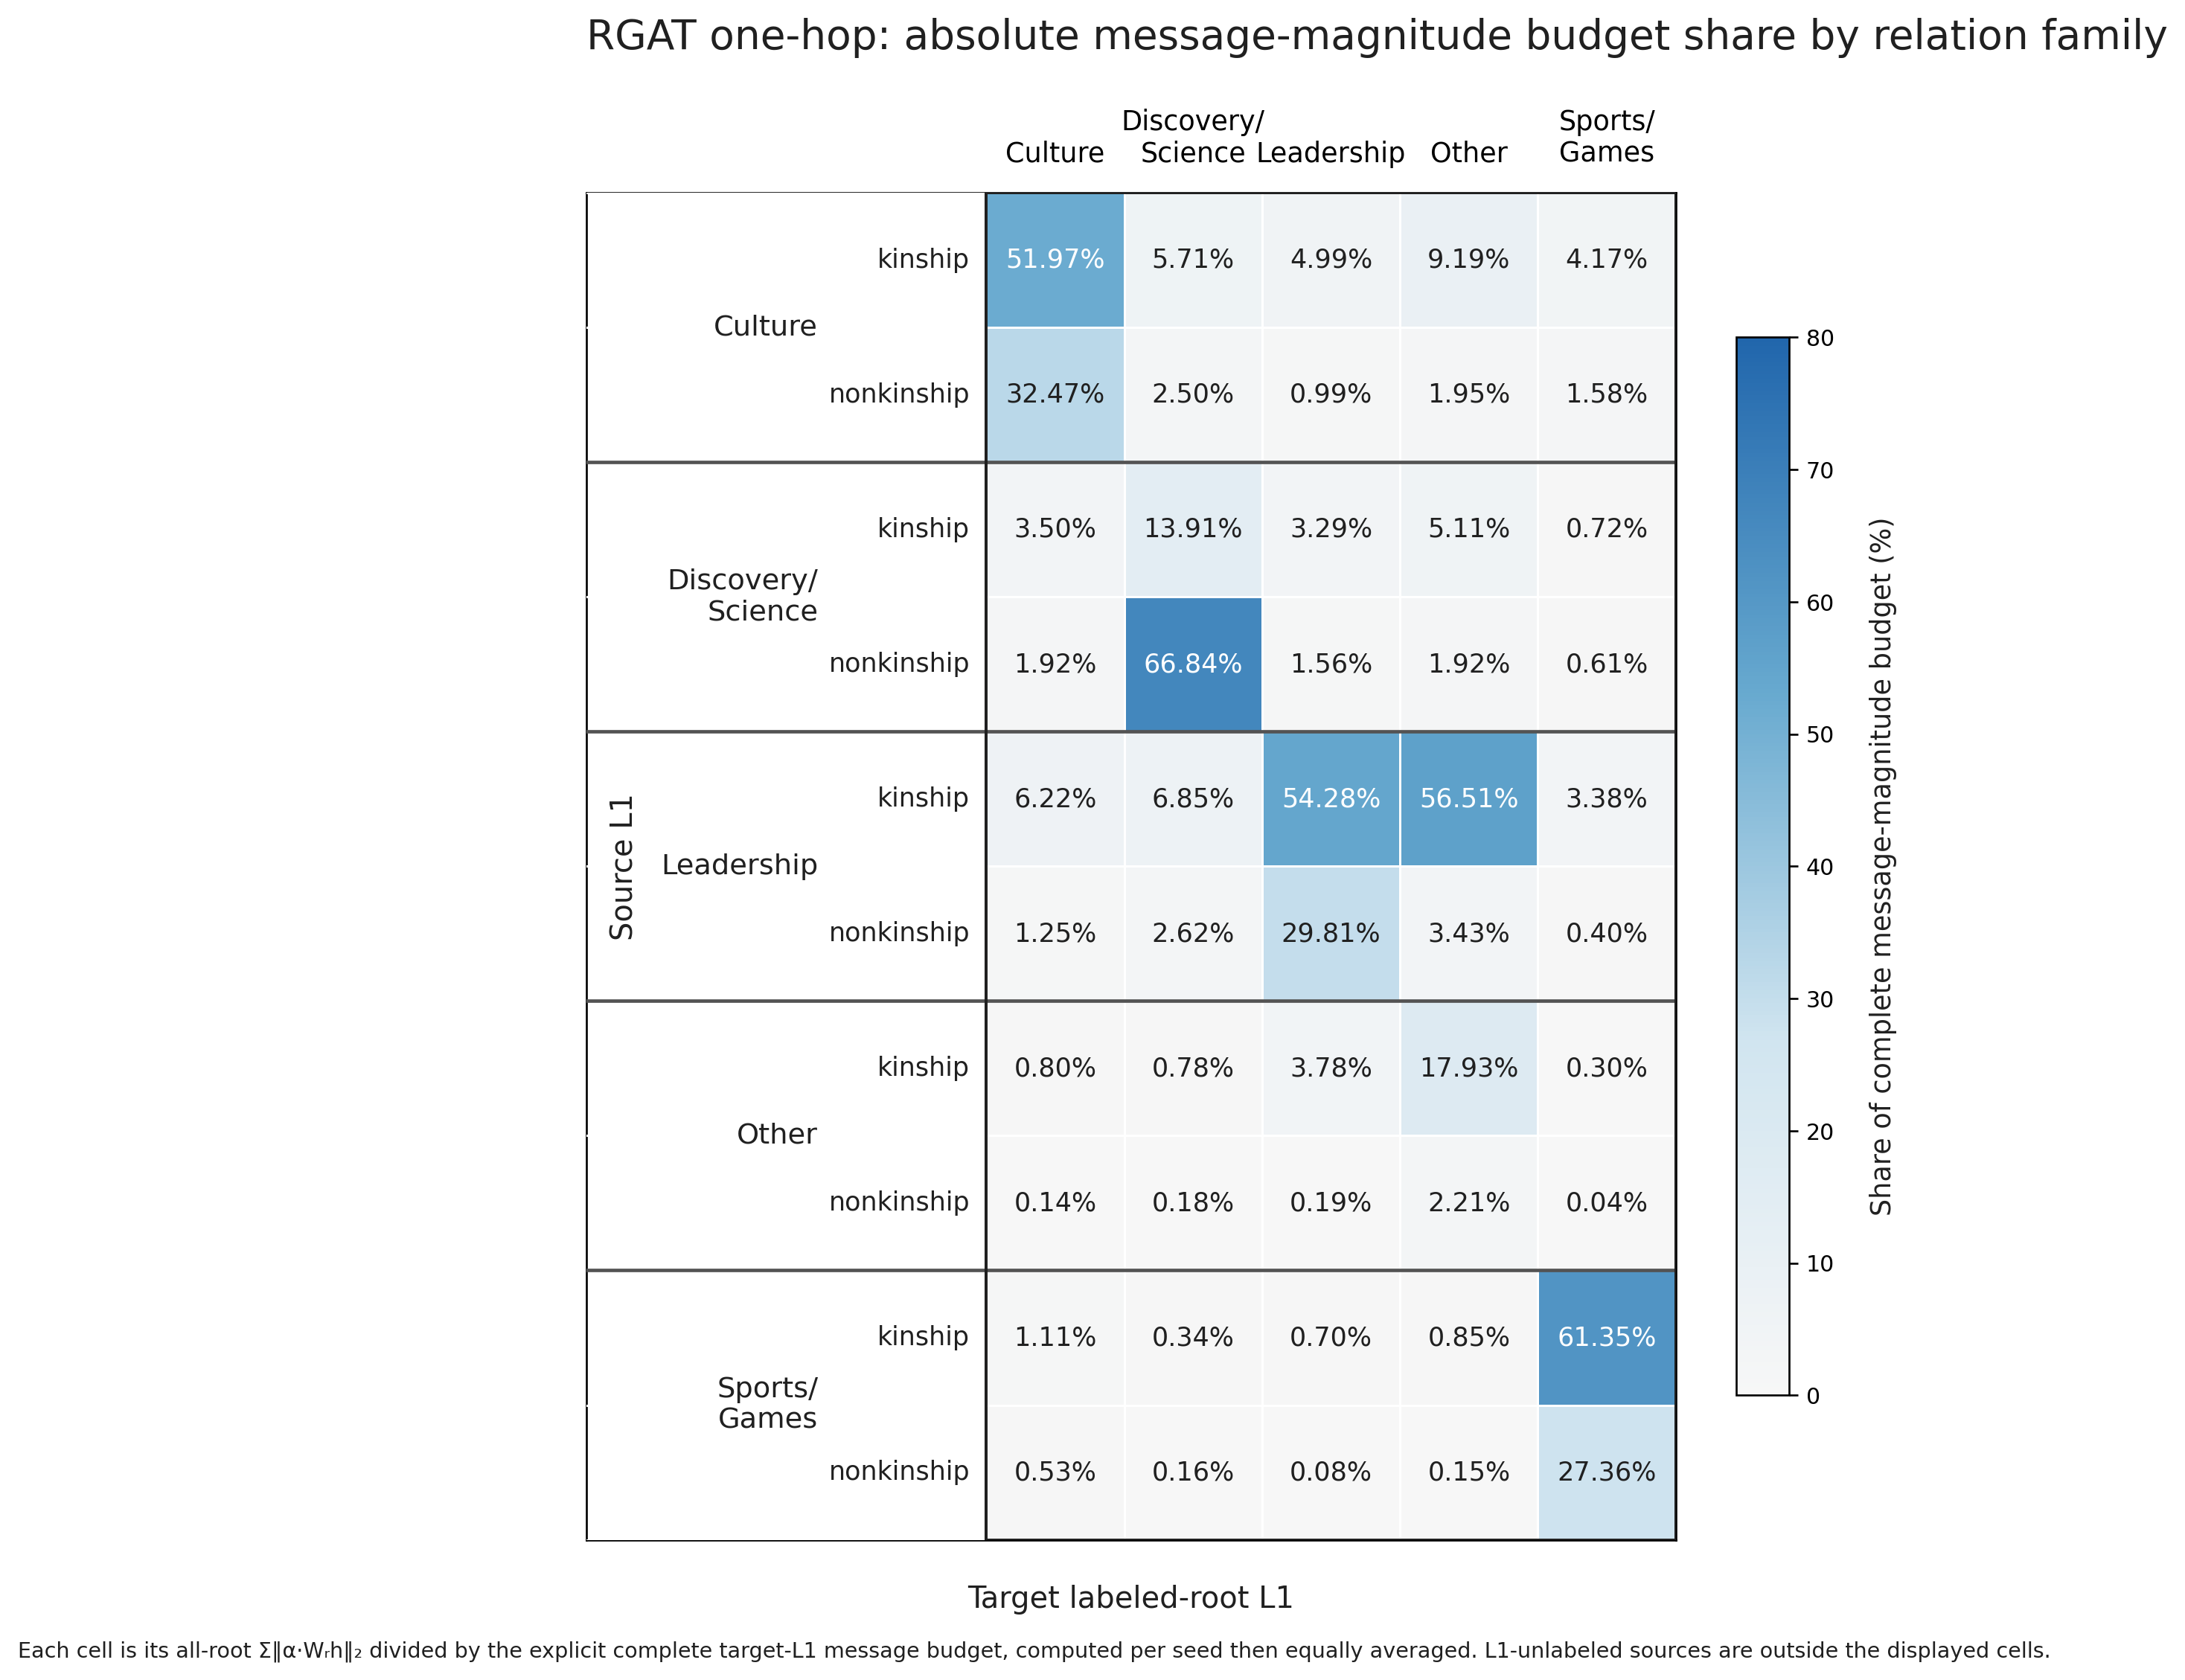 RGAT one-hop: absolute message-magnitude budget share by relation family
Culture
Discovery/
Science
Leadership
Other
Sports/
Games
Source L1
Culture
kinship 51.97% 5.71% 4.99% 9.19% 4.17%
nonkinship 32.47% 2.50% 0.99% 1.95% 1.58%
Discovery/
Science
kinship 3.50% 13.91% 3.29% 5.11% 0.72%
nonkinship 1.92% 66.84% 1.56% 1.92% 0.61%
Leadership
kinship 6.22% 6.85% 54.28% 56.51% 3.38%
nonkinship 1.25% 2.62% 29.81% 3.43% 0.40%
Other
kinship 0.80% 0.78% 3.78% 17.93% 0.30%
nonkinship 0.14% 0.18% 0.19% 2.21% 0.04%
Sports/
Games
kinship 1.11% 0.34% 0.70% 0.85% 61.35%
nonkinship 0.53% 0.16% 0.08% 0.15% 27.36%
80
70
60
50
40
30
20
10
0
Share of complete message-magnitude budget (%)
Target labeled-root L1
Each cell is its all-root Σ‖α·Wᵣh‖₂ divided by the explicit complete target-L1 message budget, computed per seed then equally averaged. L1-unlabeled sources are outside the displayed cells.